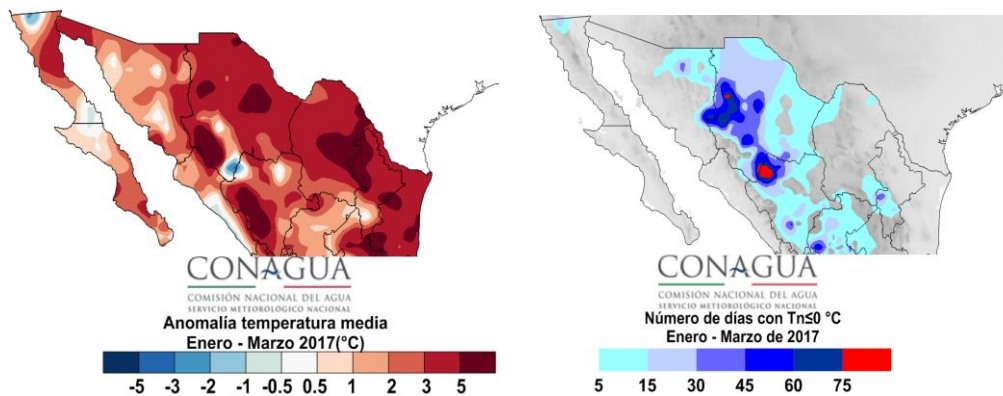 CONAGUA
COMISIÓN NACIONAL DEL AGUA
SERVICIO METEOROLÓGICO NACIONAL
Anomalía temperatura media
Enero - Marzo 2017(°C)
-5 -3 -2 -1 -0.5 0.5 1 2 3 5
CONAGUA
COMISIÓN NACIONAL DEL AGUA
SERVICIO METEOROLÓGICO NACIONAL
Número de días con Tn≤0 °C
Enero - Marzo de 2017
5 15 30 45 60 75